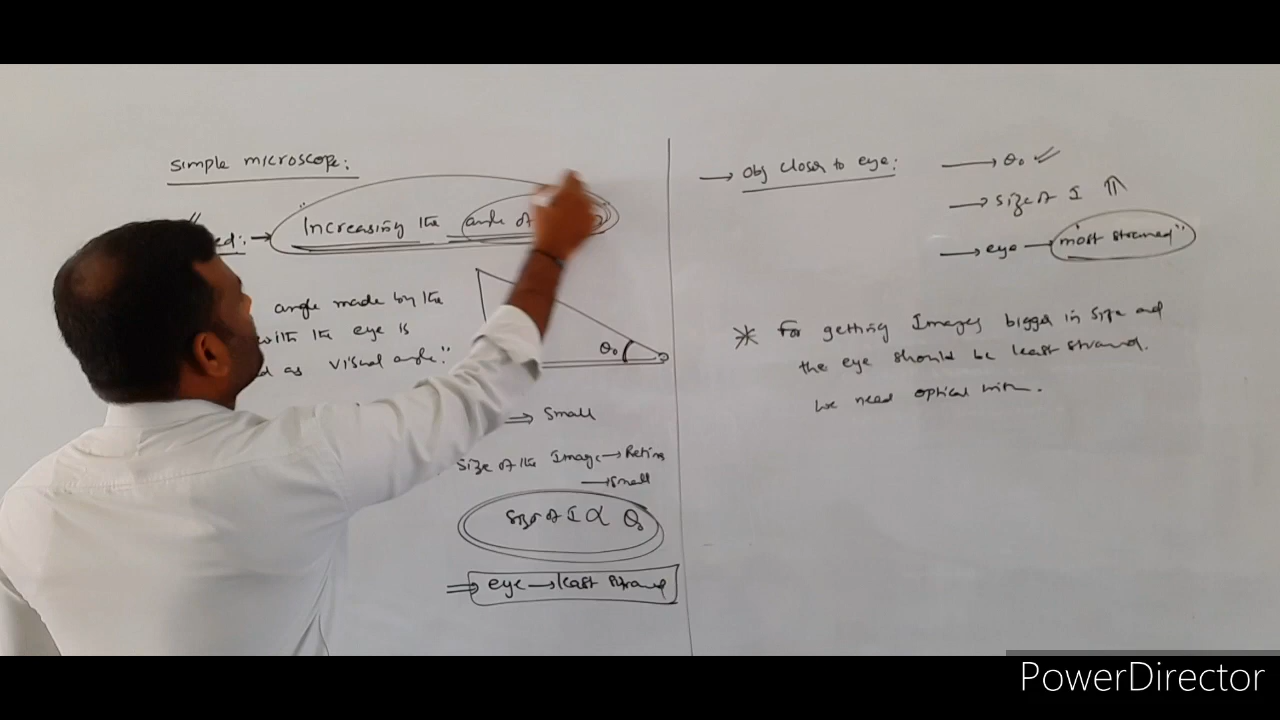 Simple microscope:
"Increasing the angle of
angle made by the
with the eye is
as visual angle".
θ₀
⇒ Small
Size of the Image → Retina
→ small
Size of I ∝ θ₀
⇒ eye → least strained
→ Obj closer to eye:
→ θ₀ ✓
→ Size of I ⇑
→ eye → "most strained"
* For getting Images bigger in size and
the eye should be least strained.
We need optical
PowerDirector